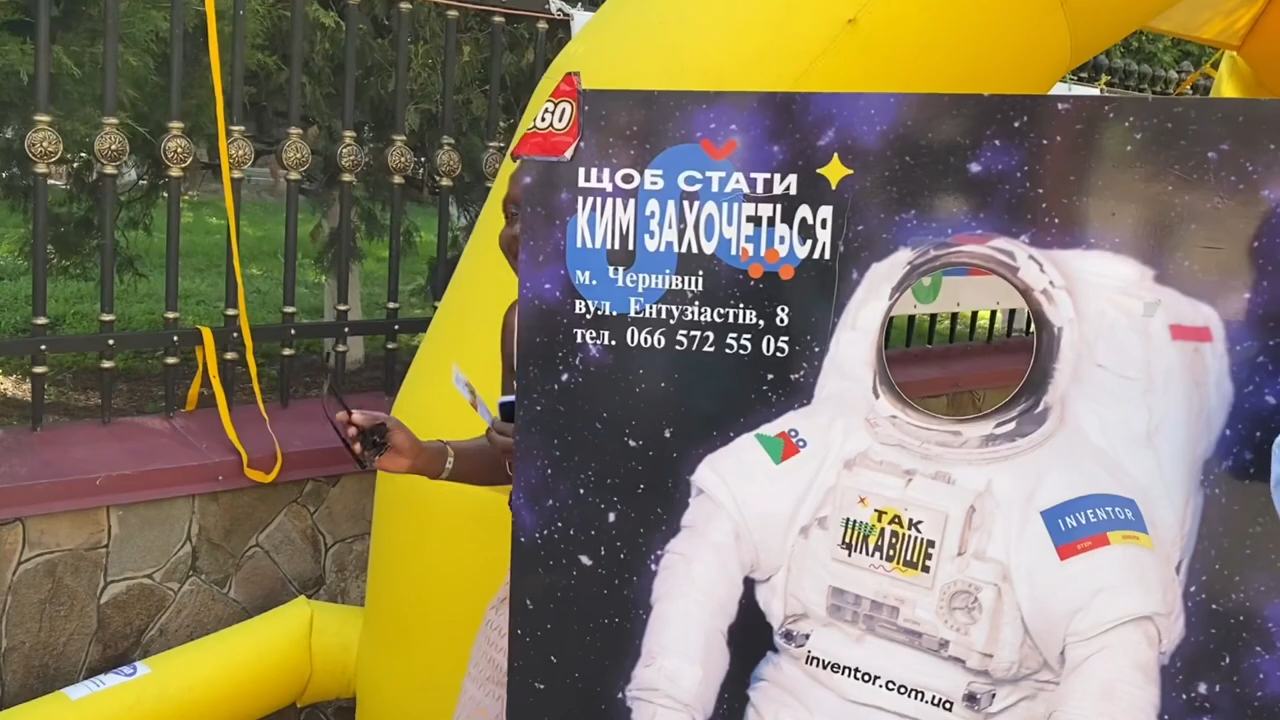 GO
ЩОБ СТАТИ
КИМ ЗАХОЧЕТЬСЯ
м. Чернівці
вул. Ентузіастів, 8
тел. 066 572 55 05
INVENTOR
ТАК
ЦІКАВІШЕ
inventor.com.ua